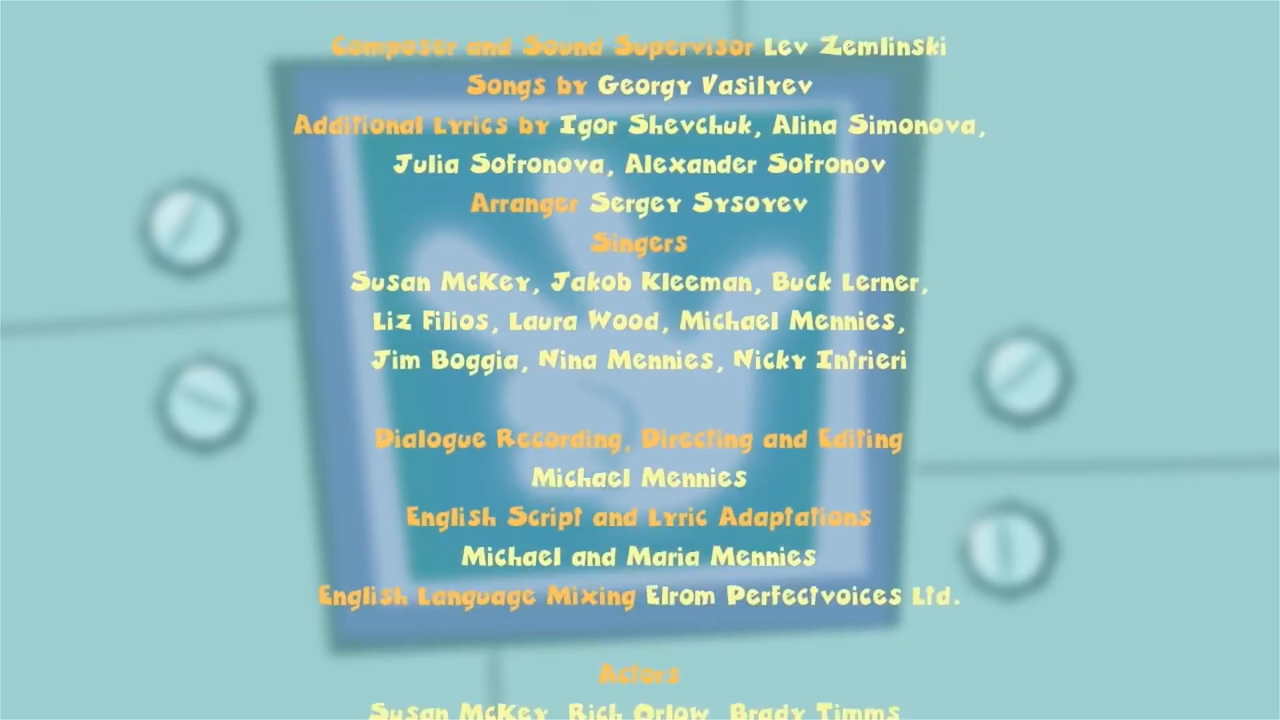 Composer and Sound Supervisor Lev Zemlinski
Songs by Georgy Vasilyev
Additional Lyrics by Igor Shevchuk, Alina Simonova,
Julia Sofronova, Alexander Sofronov
Arranger Sergey Sysoyev
Singers
Susan McKey, Jakob Kleeman, Buck Lerner,
Liz Filios, Laura Wood, Michael Mennies,
Jim Boggia, Nina Mennies, Nicky Intrieri
Dialogue Recording, Directing and Editing
Michael Mennies
English Script and Lyric Adaptations
Michael and Maria Mennies
English Language Mixing Elrom Perfectvoices Ltd.
Actors
Susan McKey, Rich Orlow, Brady Timms